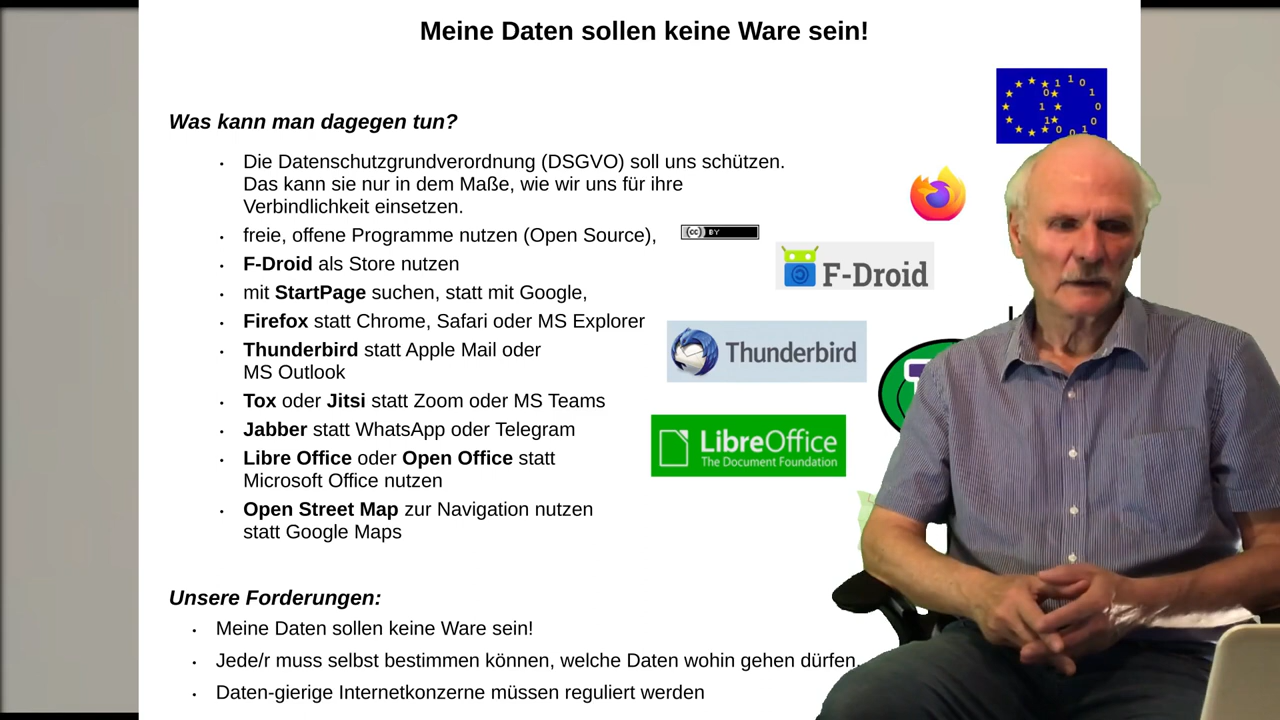 Meine Daten sollen keine Ware sein!
Was kann man dagegen tun?
Die Datenschutzgrundverordnung (DSGVO) soll uns schützen.
Das kann sie nur in dem Maße, wie wir uns für ihre
Verbindlichkeit einsetzen.
freie, offene Programme nutzen (Open Source),
cc BY
F-Droid als Store nutzen
F-Droid
mit StartPage suchen, statt mit Google,
Firefox statt Chrome, Safari oder MS Explorer
Thunderbird statt Apple Mail oder
MS Outlook
Thunderbird
Tox oder Jitsi statt Zoom oder MS Teams
Jabber statt WhatsApp oder Telegram
Libre Office oder Open Office statt
Microsoft Office nutzen
LibreOffice
The Document Foundation
Open Street Map zur Navigation nutzen
statt Google Maps
Unsere Forderungen:
Meine Daten sollen keine Ware sein!
Jede/r muss selbst bestimmen können, welche Daten wohin gehen dürfen.
Daten-gierige Internetkonzerne müssen reguliert werden